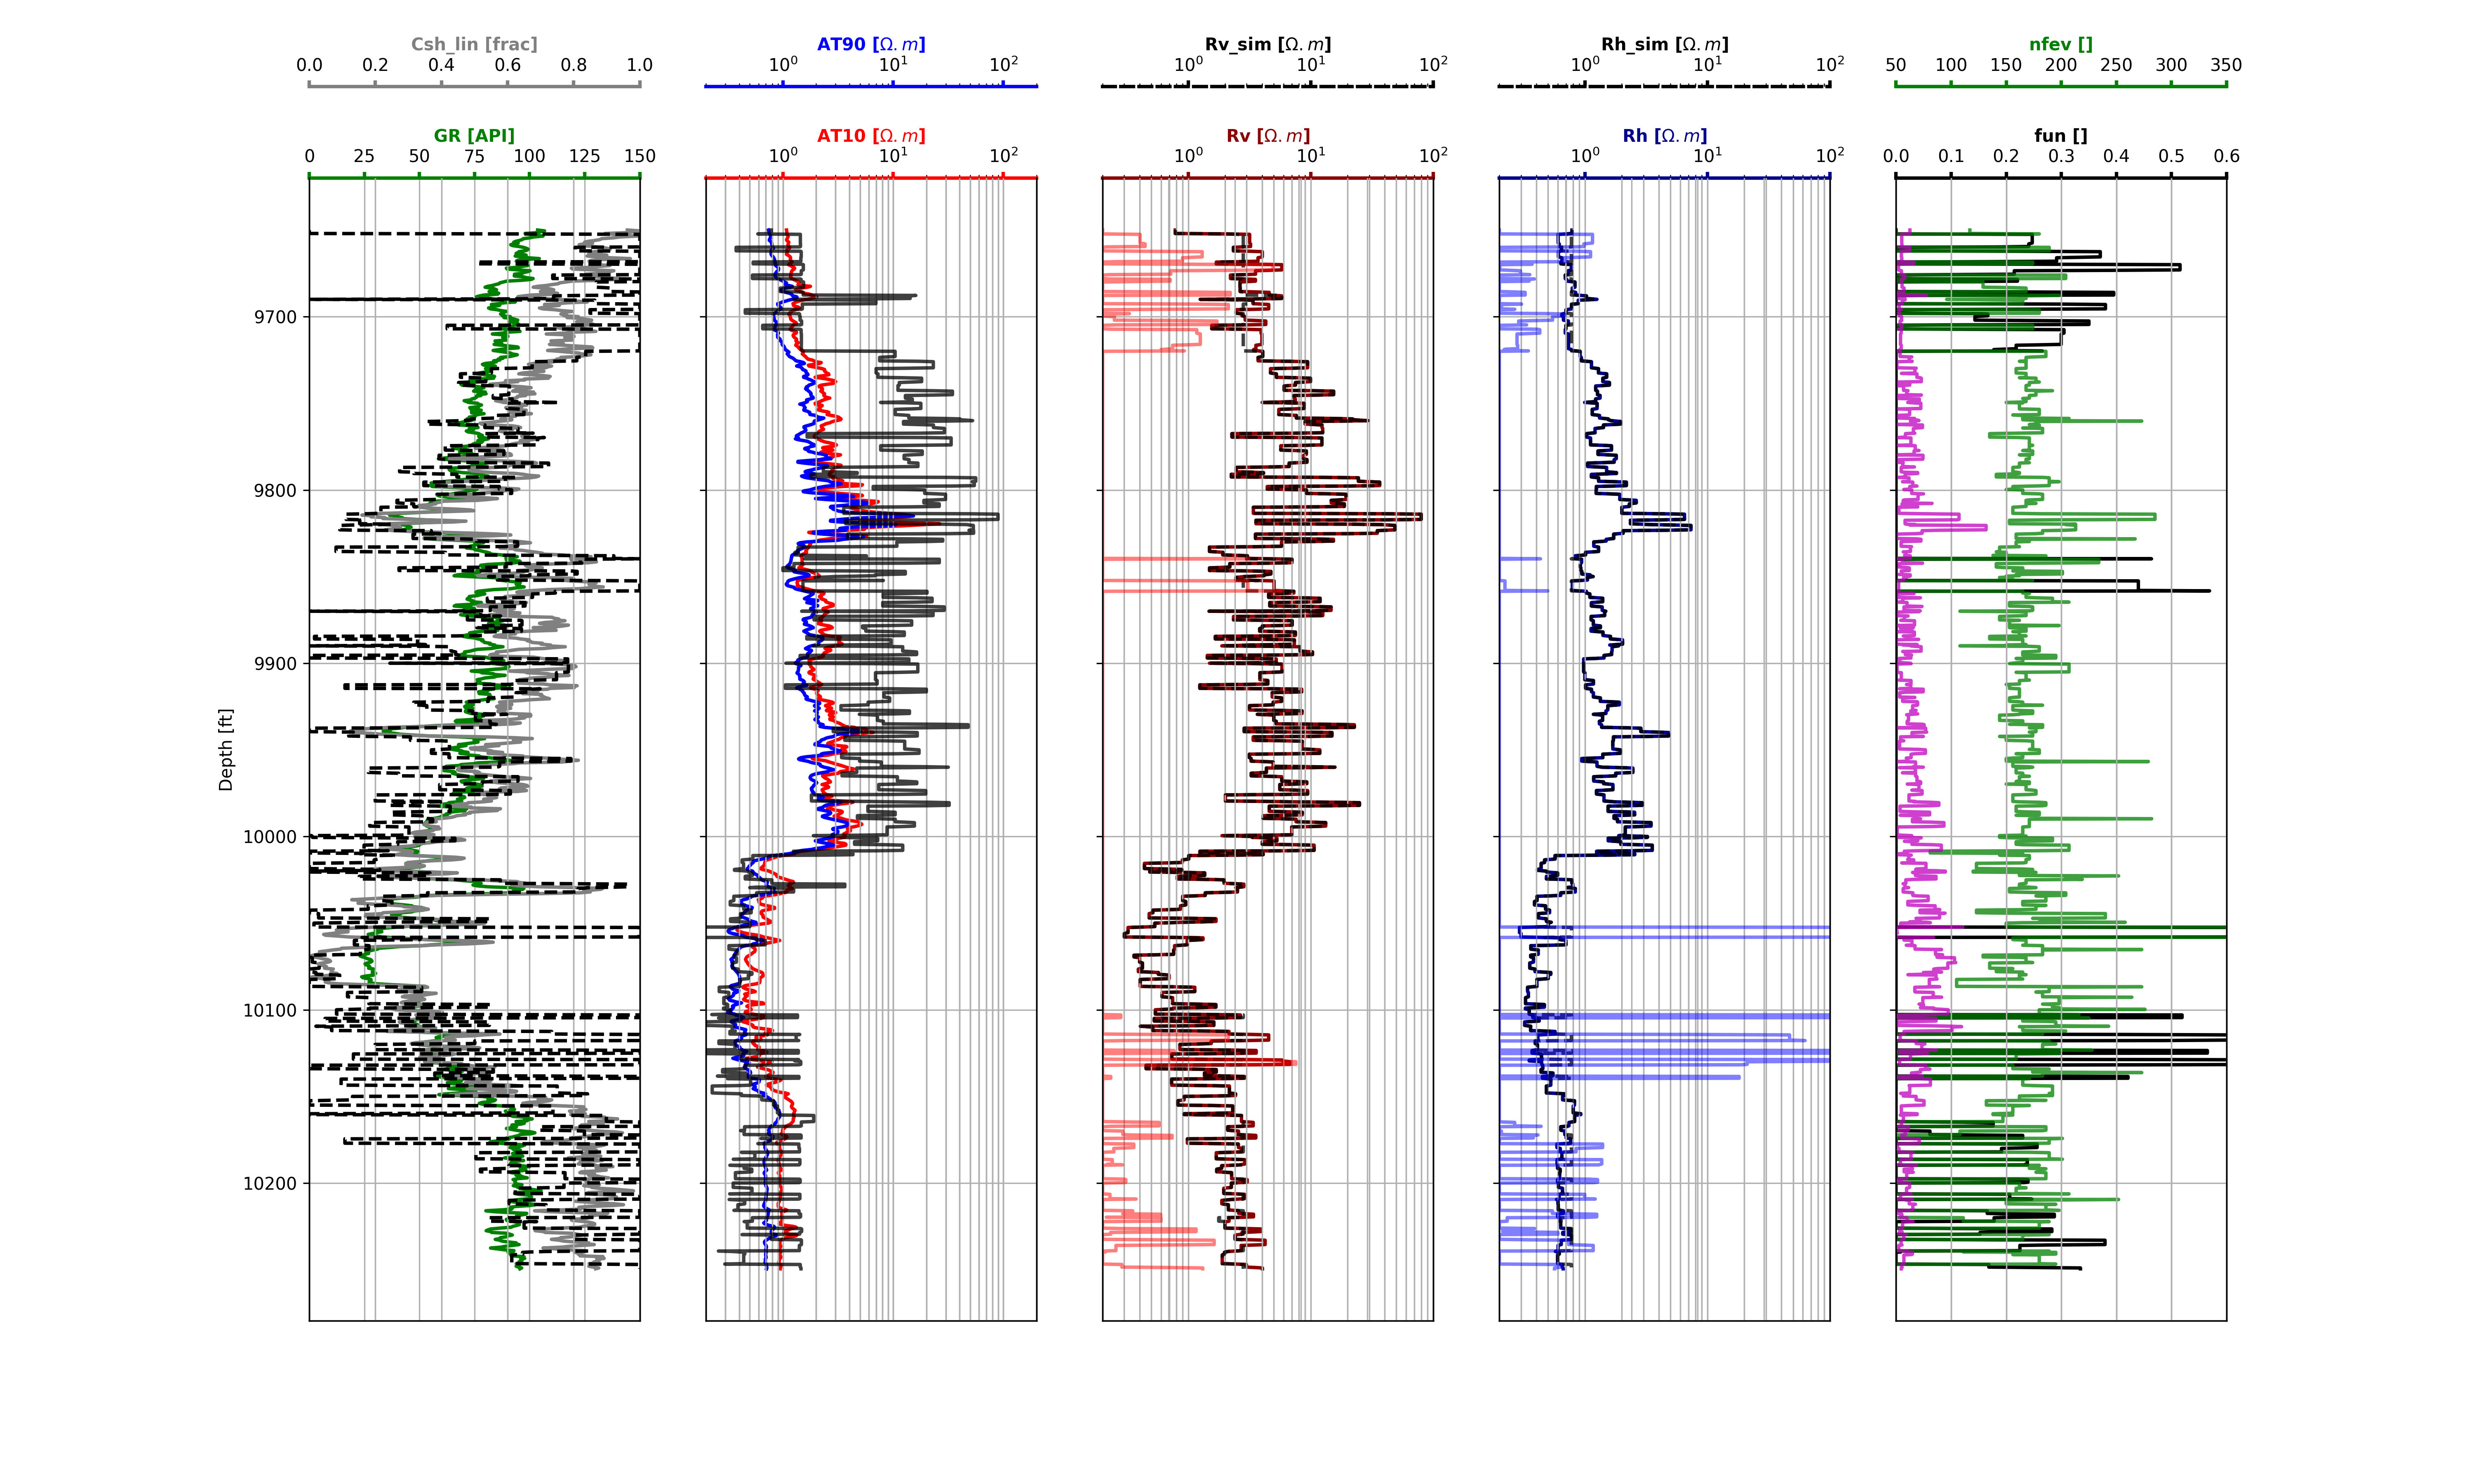 Csh_lin [frac] AT90 [Ω.m] Rv_sim [Ω.m] Rh_sim [Ω.m] nfev []
0.0 0.2 0.4 0.6 0.8 1.0 10⁰ 10¹ 10² 10⁰ 10¹ 10² 10⁰ 10¹ 10² 50 100 150 200 250 300 350
GR [API] AT10 [Ω.m] Rv [Ω.m] Rh [Ω.m] fun []
0 25 50 75 100 125 150 10⁰ 10¹ 10² 10⁰ 10¹ 10² 10⁰ 10¹ 10² 0.0 0.1 0.2 0.3 0.4 0.5 0.6
9700
9800
9900
Depth [ft]
10000
10100
10200